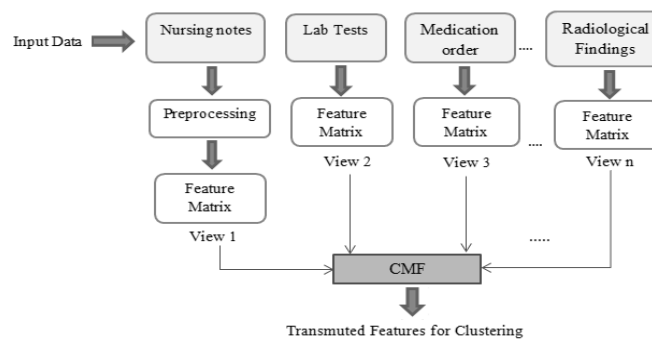 Input Data
Nursing notes
Lab Tests
Medication
order
....
Radiological
Findings
Preprocessing
Feature
Matrix
Feature
Matrix
....
Feature
Matrix
View 2
View 3
View n
Feature
Matrix
View 1
.....
CMF
Transmuted Features for Clustering